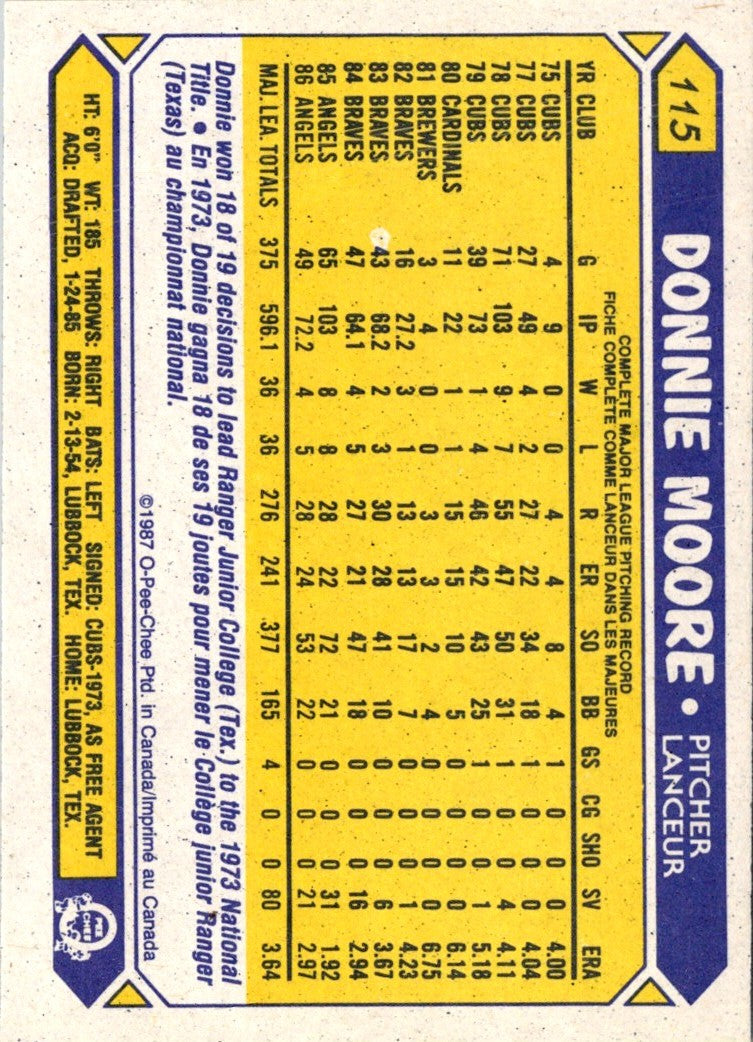 115 DONNIE MOORE • PITCHER LANCEUR
COMPLETE MAJOR LEAGUE PITCHING RECORD
FICHE COMPLÈTE COMME LANCEUR DANS LES MAJEURES
YR CLUB G IP W L R ER SO BB GS CG SHO SV ERA
75 CUBS 4 9 0 0 4 4 8 4 1 0 0 0 4.00
77 CUBS 27 49 4 2 27 22 34 18 1 0 0 0 4.04
78 CUBS 71 103 9 7 55 47 50 31 1 0 0 4 4.11
79 CUBS 39 73 1 4 46 42 43 25 1 0 0 1 5.18
80 CARDINALS 11 22 1 1 15 15 10 5 0 0 0 0 6.14
81 BREWERS 3 4 0 0 3 3 2 4 0 0 0 0 6.75
82 BRAVES 16 27.2 3 1 13 13 17 7 0 0 0 1 4.23
83 BRAVES 43 68.2 2 3 30 28 41 10 0 0 0 6 3.67
84 BRAVES 47 64.1 4 5 27 21 47 18 0 0 0 16 2.94
85 ANGELS 65 103 8 8 28 22 72 21 0 0 0 31 1.92
86 ANGELS 49 72.2 4 5 28 24 53 22 0 0 0 21 2.97
MAJ. LEA. TOTALS 375 596.1 36 36 276 241 377 165 4 0 0 80 3.64
Donnie won 18 of 19 decisions to lead Ranger Junior College (Tex.) to the 1973 National
Title. • En 1973, Donnie gagna 18 de ses 19 joutes pour mener le Collège junior Ranger
(Texas) au championnat national.
©1987 O-Pee-Chee Ptd. in Canada/Imprimé au Canada
HT: 6'0" WT: 185 THROWS: RIGHT BATS: LEFT SIGNED: CUBS-1973, AS FREE AGENT
ACQ: DRAFTED, 1-24-85 BORN: 2-13-54, LUBBOCK, TEX. HOME: LUBBOCK, TEX.
O PEE CHEE